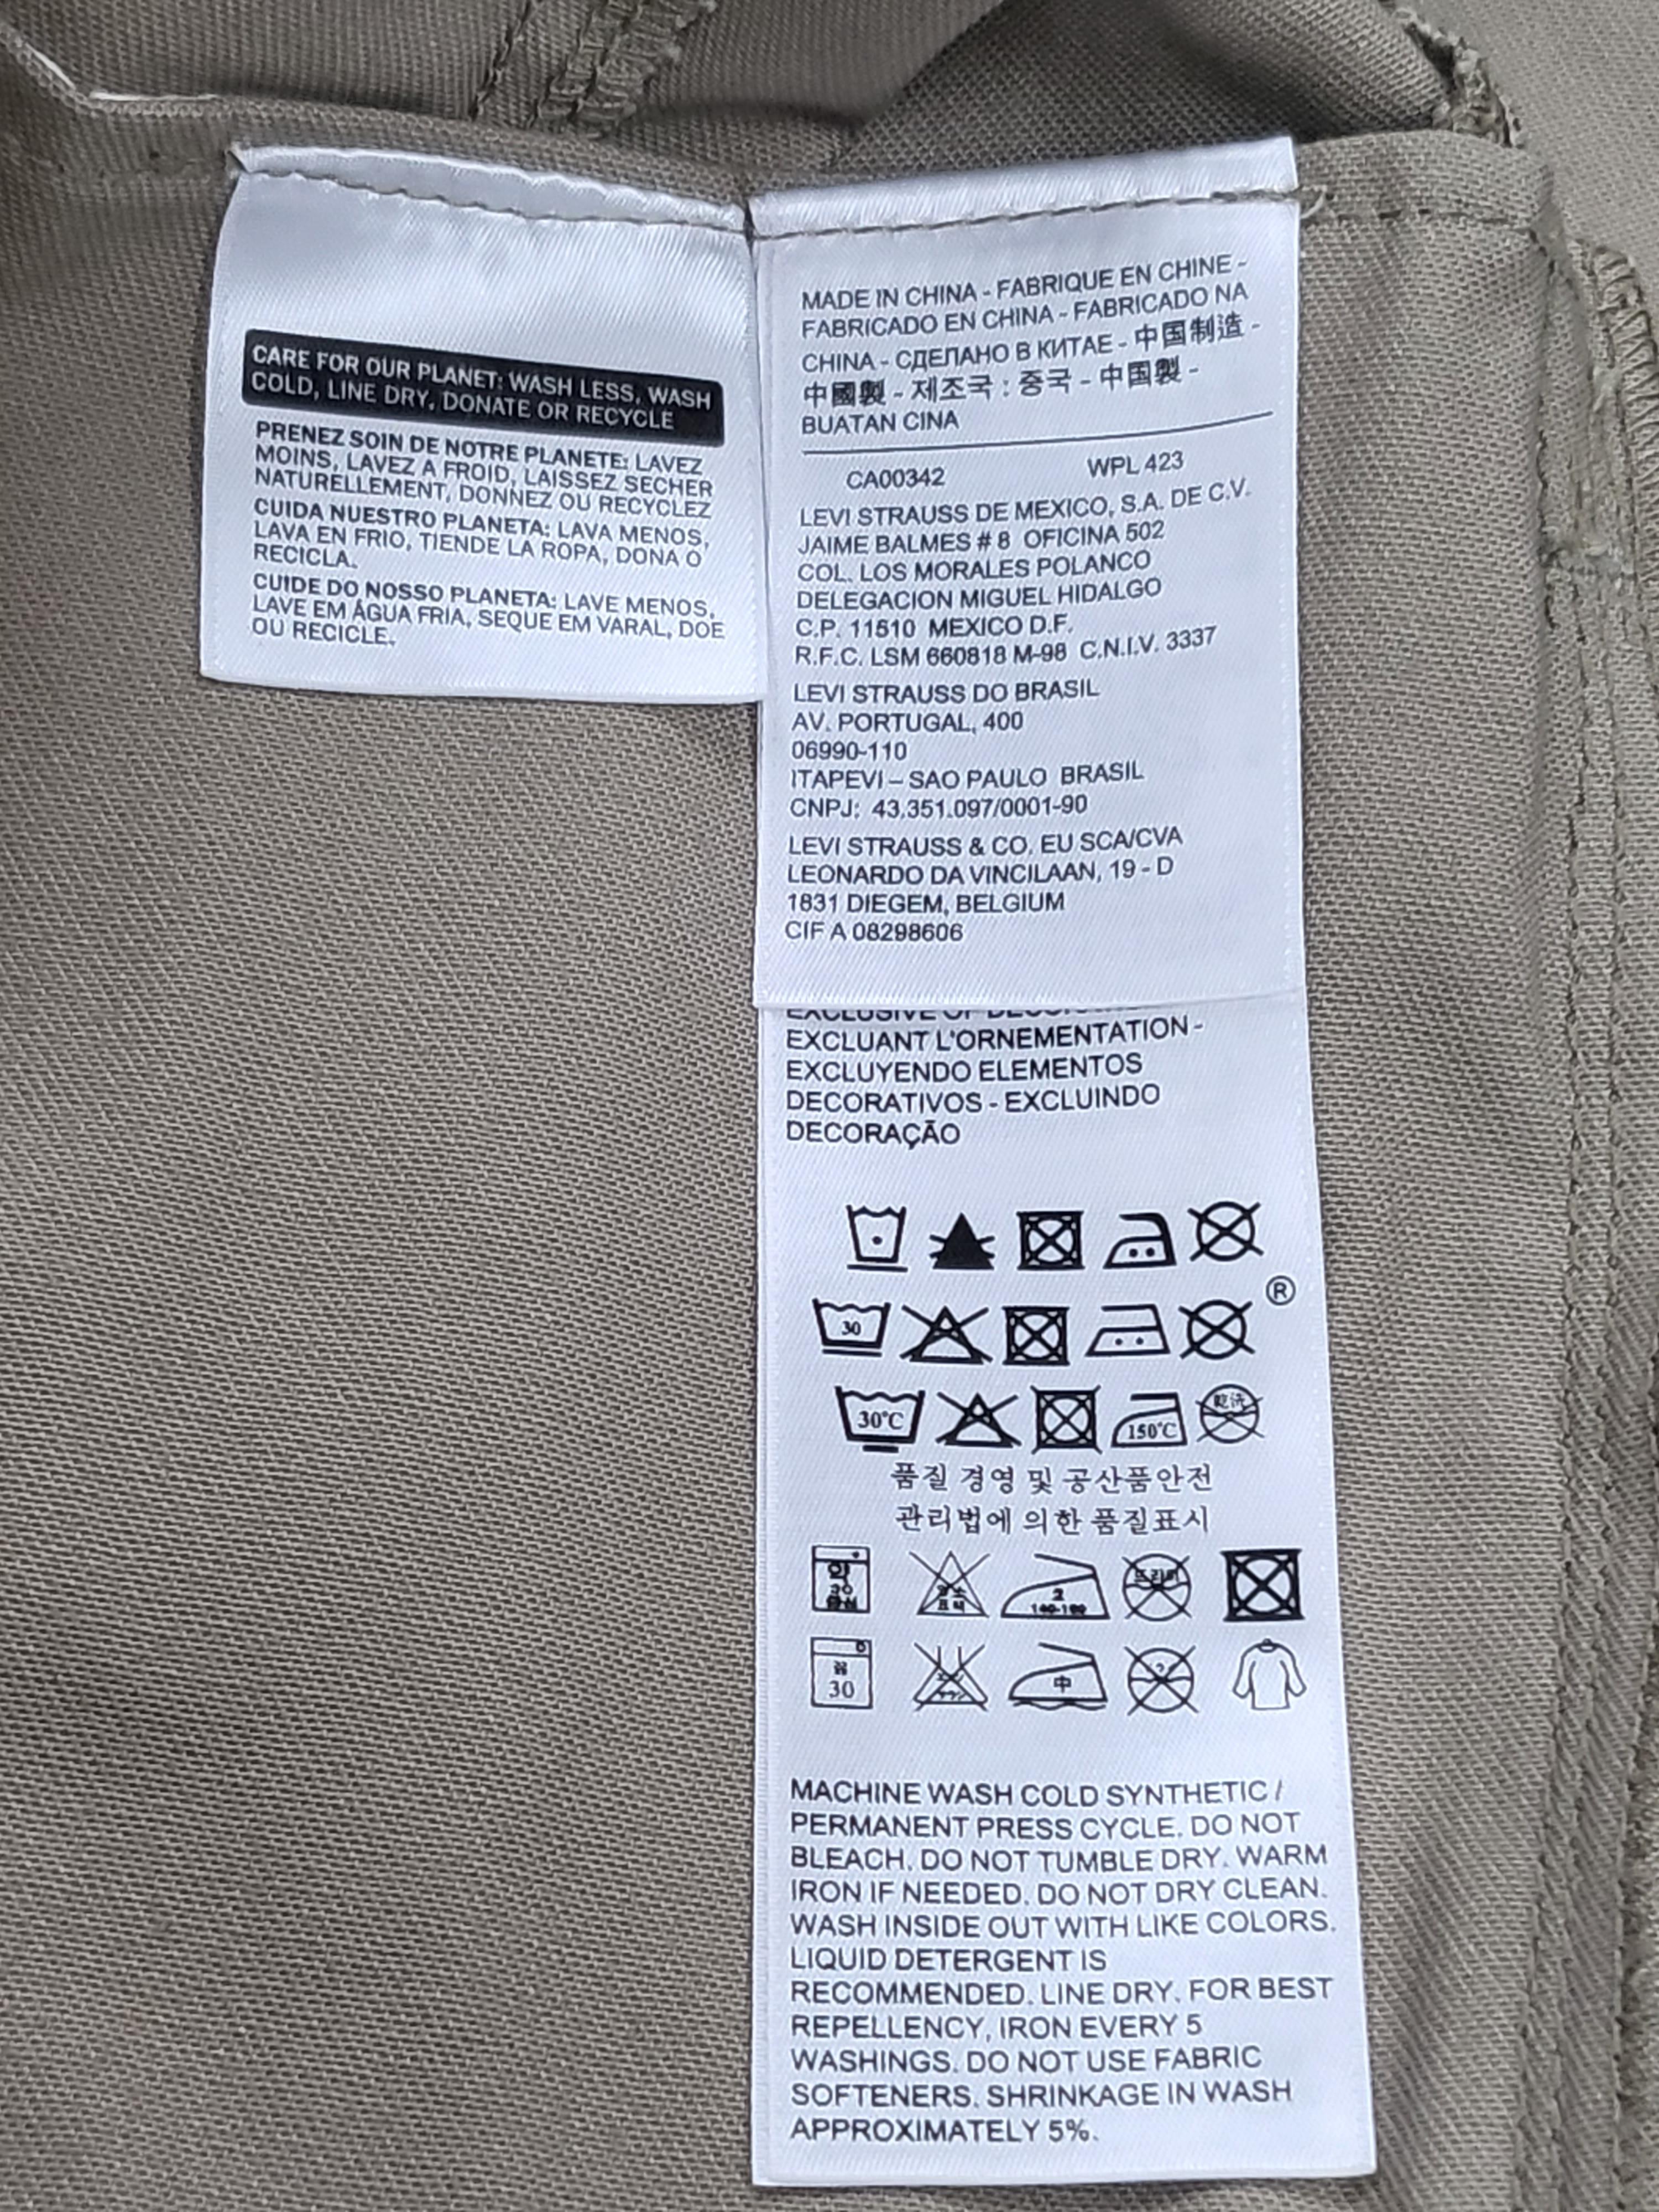 CARE FOR OUR PLANET: WASH LESS, WASH
COLD, LINE DRY, DONATE OR RECYCLE
PRENEZ SOIN DE NOTRE PLANETE: LAVEZ
MOINS, LAVEZ A FROID, LAISSEZ SECHER
NATURELLEMENT, DONNEZ OU RECYCLEZ
CUIDA NUESTRO PLANETA: LAVA MENOS,
LAVA EN FRIO, TIENDE LA ROPA, DONA O
RECICLA.
CUIDE DO NOSSO PLANETA: LAVE MENOS,
LAVE EM ÁGUA FRIA, SEQUE EM VARAL, DOE
OU RECICLE.
MADE IN CHINA - FABRIQUE EN CHINE -
FABRICADO EN CHINA - FABRICADO NA
CHINA - СДЕЛАНО В КИТАЕ - 中国制造 -
中國製 - 제조국 : 중국 - 中国製 -
BUATAN CINA
CA00342 WPL 423
LEVI STRAUSS DE MEXICO, S.A. DE C.V.
JAIME BALMES # 8 OFICINA 502
COL. LOS MORALES POLANCO
DELEGACION MIGUEL HIDALGO
C.P. 11510 MEXICO D.F.
R.F.C. LSM 660818 M-98 C.N.I.V. 3337
LEVI STRAUSS DO BRASIL
AV. PORTUGAL, 400
06990-110
ITAPEVI – SAO PAULO BRASIL
CNPJ: 43.351.097/0001-90
LEVI STRAUSS & CO. EU SCA/CVA
LEONARDO DA VINCILAAN, 19 - D
1831 DIEGEM, BELGIUM
CIF A 08298606
EXCLUSIVE OF
EXCLUANT L'ORNEMENTATION -
EXCLUYENDO ELEMENTOS
DECORATIVOS - EXCLUINDO
DECORAÇÃO
®
30
30°C 150°C 乾洗
품질 경영 및 공산품안전
관리법에 의한 품질표시
30 中
MACHINE WASH COLD SYNTHETIC /
PERMANENT PRESS CYCLE. DO NOT
BLEACH. DO NOT TUMBLE DRY. WARM
IRON IF NEEDED. DO NOT DRY CLEAN.
WASH INSIDE OUT WITH LIKE COLORS.
LIQUID DETERGENT IS
RECOMMENDED. LINE DRY. FOR BEST
REPELLENCY, IRON EVERY 5
WASHINGS. DO NOT USE FABRIC
SOFTENERS. SHRINKAGE IN WASH
APPROXIMATELY 5%.